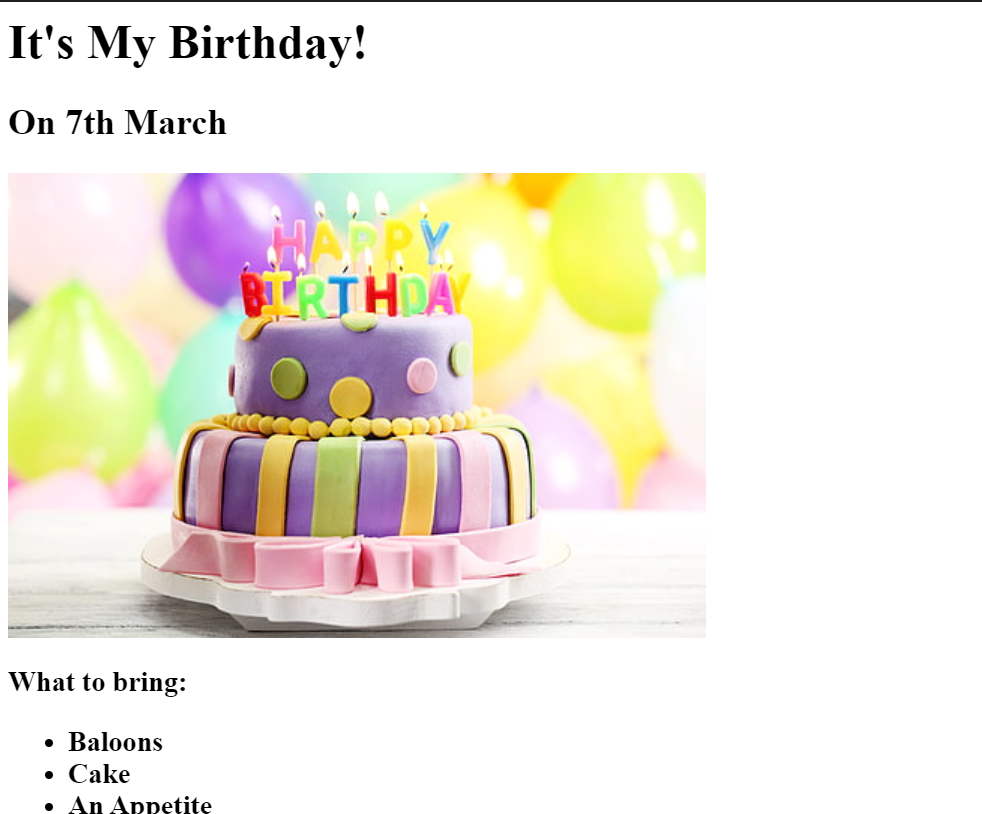 It's My Birthday!
On 7th March
HAPPY
BIRTHDAY
What to bring:
• Baloons
• Cake
• An Appetite